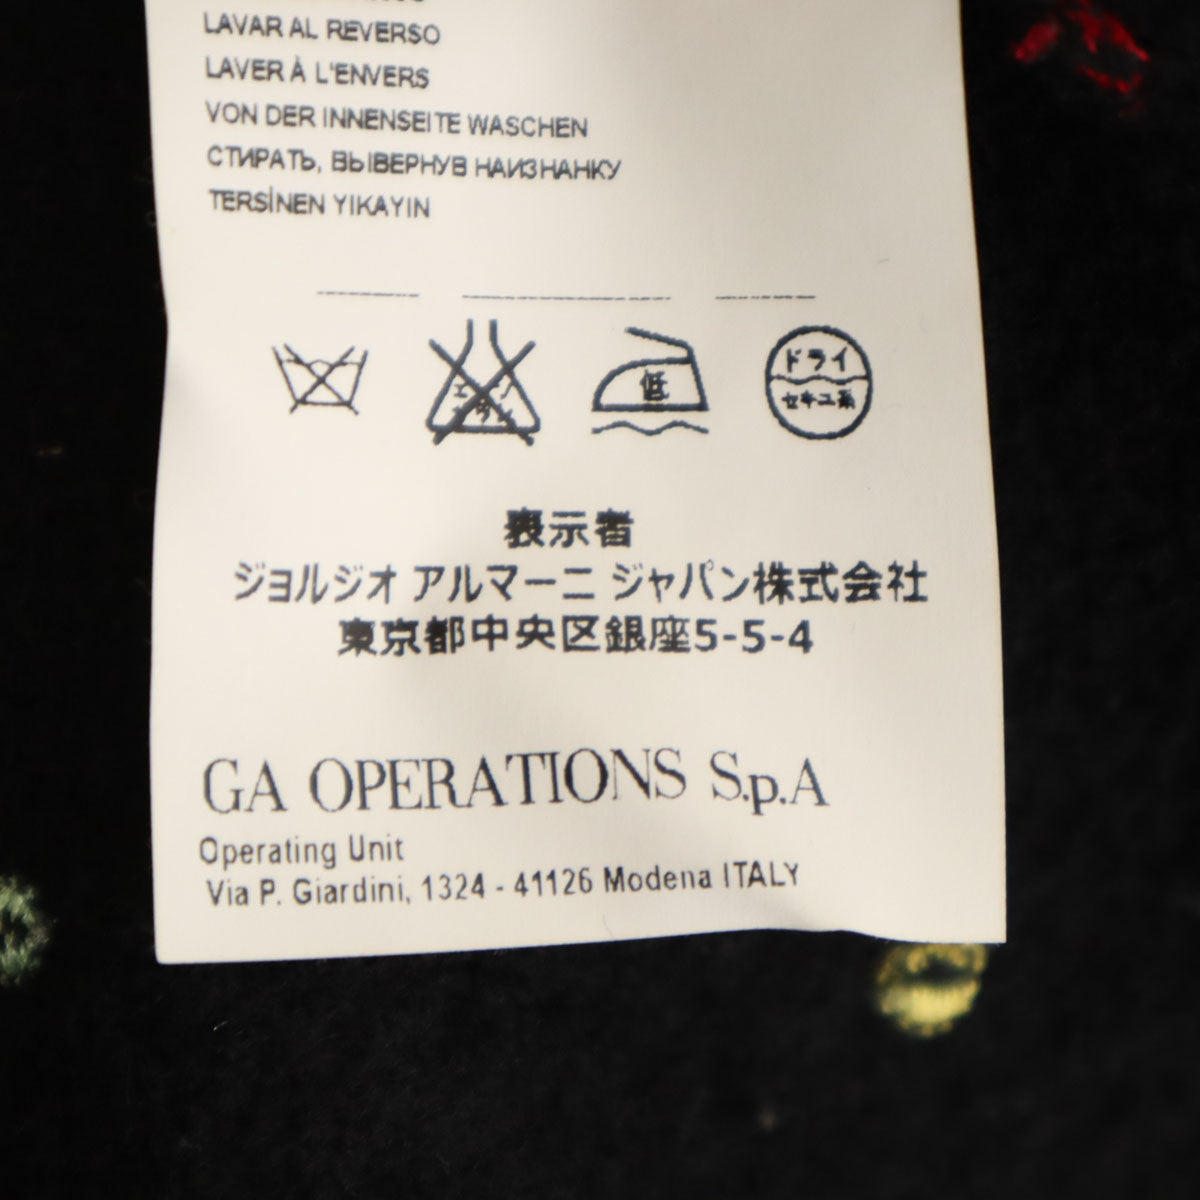 LAVAR AL REVERSO
LAVER À L'ENVERS
VON DER INNENSEITE WASCHEN
СТИРАТЬ, ВЫВЕРНУВ НАИЗНАНКУ
TERSİNEN YIKAYIN
低
ドライ
セキユ系
表示者
ジョルジオ アルマーニ ジャパン株式会社
東京都中央区銀座5-5-4
GA OPERATIONS S.p.A
Operating Unit
Via P. Giardini, 1324 - 41126 Modena ITALY